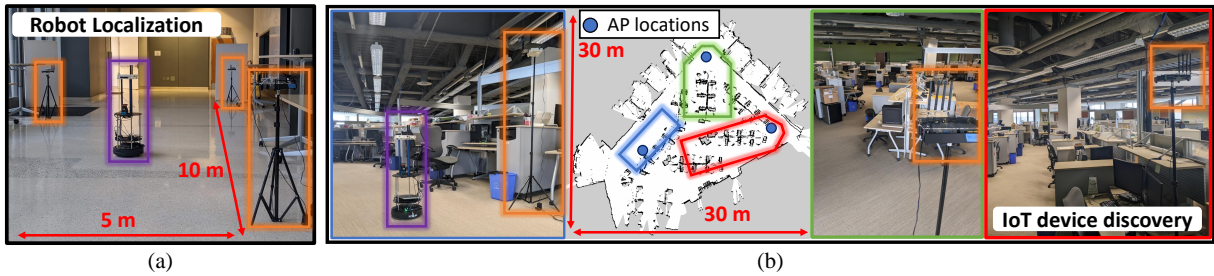 Robot Localization
10 m
5 m
30 m
AP locations
30 m
IoT device discovery
(a)
(b)